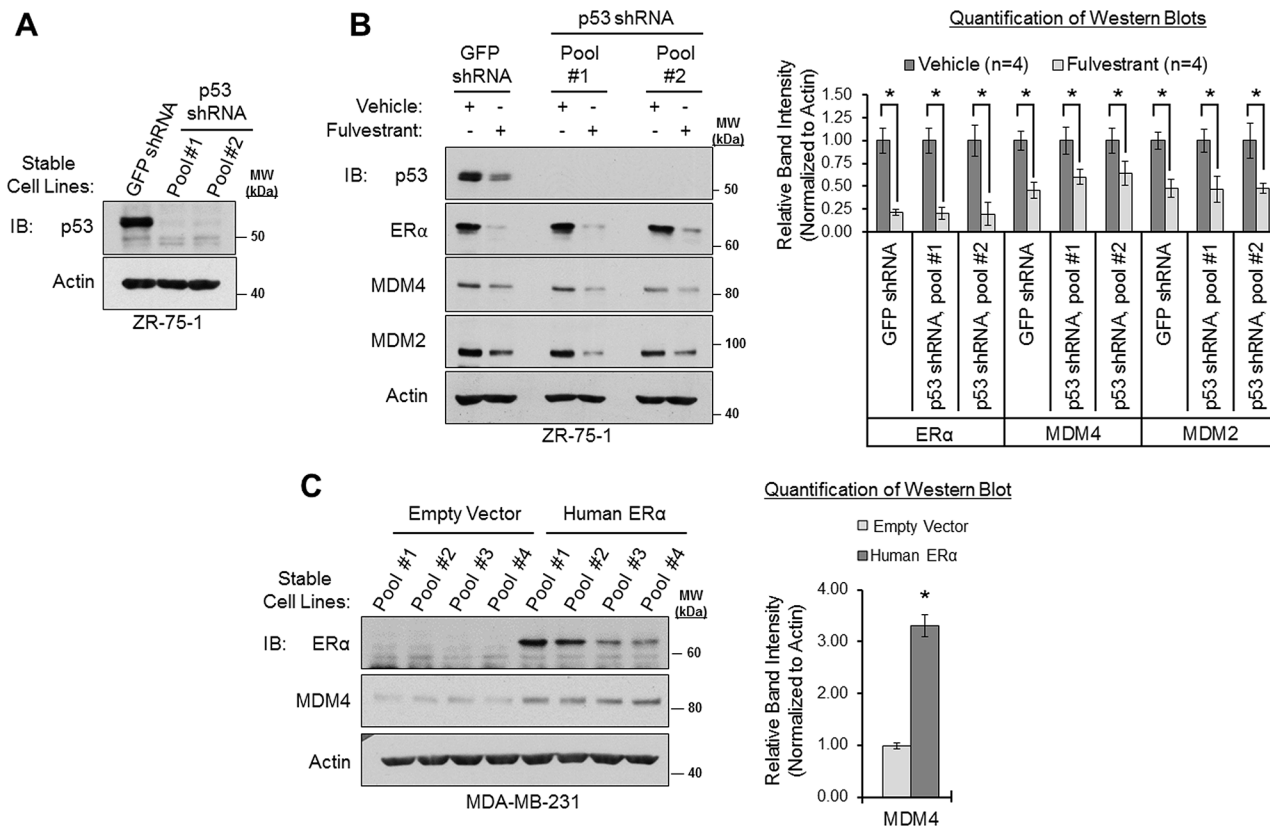 A
p53
shRNA
Stable
Cell Lines:
GFP shRNA
Pool #1
Pool #2
MW
(kDa)
IB: p53
50
Actin
40
ZR-75-1
B
p53 shRNA
GFP
shRNA
Pool
#1
Pool
#2
Vehicle: + - + - + -
Fulvestrant: - + - + - +
MW
(kDa)
IB: p53
50
ERα
60
MDM4
80
MDM2
100
Actin
40
ZR-75-1
Quantification of Western Blots
Vehicle (n=4) Fulvestrant (n=4)
Relative Band Intensity
(Normalized to Actin)
1.50
1.25
1.00
0.75
0.50
0.25
0.00
* * * * * * * * *
GFP shRNA
p53 shRNA, pool #1
p53 shRNA, pool #2
GFP shRNA
p53 shRNA, pool #1
p53 shRNA, pool #2
GFP shRNA
p53 shRNA, pool #1
p53 shRNA, pool #2
ERα MDM4 MDM2
C
Empty Vector Human ERα
Stable
Cell Lines:
Pool #1
Pool #2
Pool #3
Pool #4
Pool #1
Pool #2
Pool #3
Pool #4
MW
(kDa)
IB: ERα
60
MDM4
80
Actin
40
MDA-MB-231
Quantification of Western Blot
Empty Vector
Human ERα
Relative Band Intensity
(Normalized to Actin)
4.00
3.00
2.00
1.00
0.00
*
MDM4